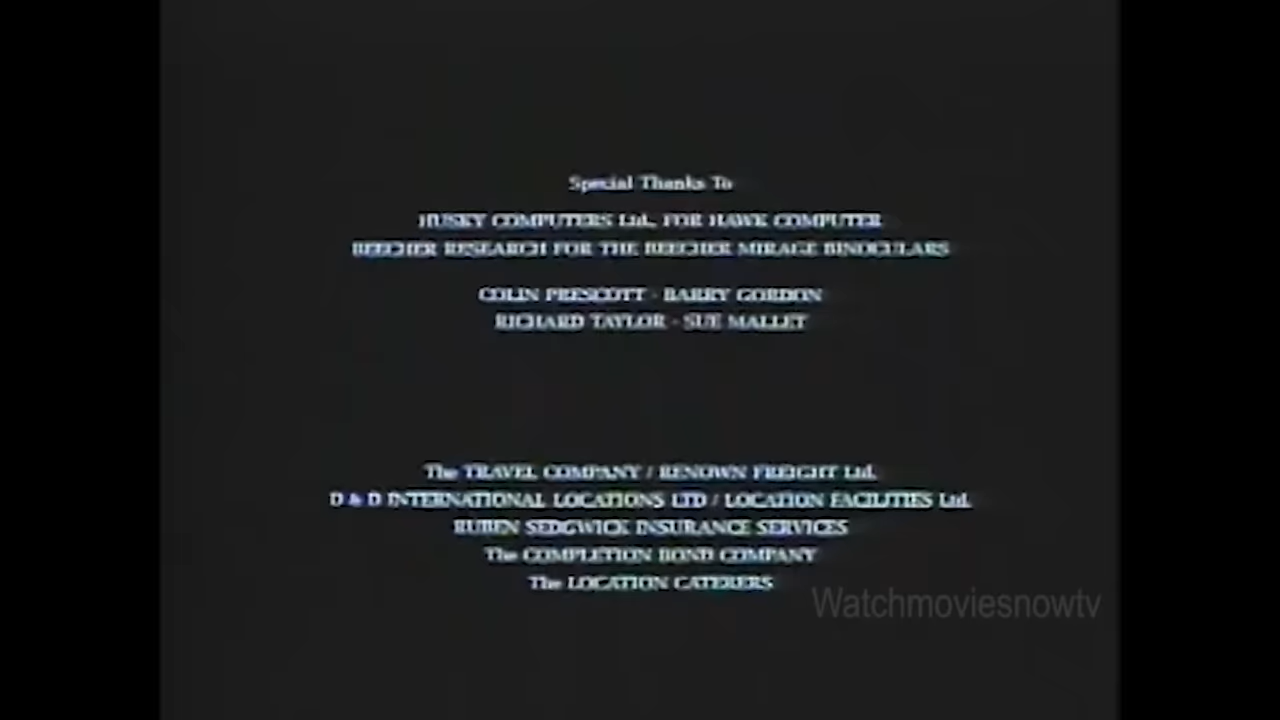 Special Thanks To
HUSKY COMPUTERS Ltd., FOR HAWK COMPUTER
BEECHER RESEARCH FOR THE BEECHER MIRAGE BINOCULARS
COLIN PRESCOTT - BARRY GORDON
RICHARD TAYLOR - SUE MALLET
The TRAVEL COMPANY / RENOWN FREIGHT Ltd.
D & D INTERNATIONAL LOCATIONS LTD / LOCATION FACILITIES Ltd.
RUBEN SEDGWICK INSURANCE SERVICES
The COMPLETION BOND COMPANY
The LOCATION CATERERS
Watchmoviesnowtv